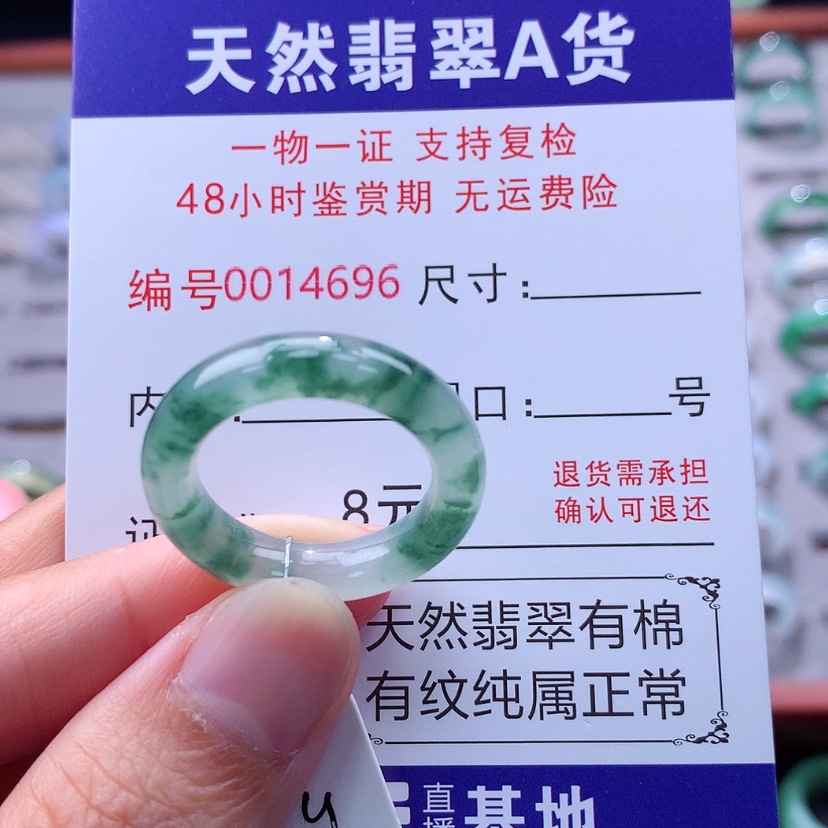 天然翡翠A货
一物一证 支持复检
48小时鉴赏期 无运费险
编号0014696 尺寸:
内 口: 号
退货需承担
证 8元 确认可退还
天然翡翠有棉
有纹纯属正常
直播基地
y